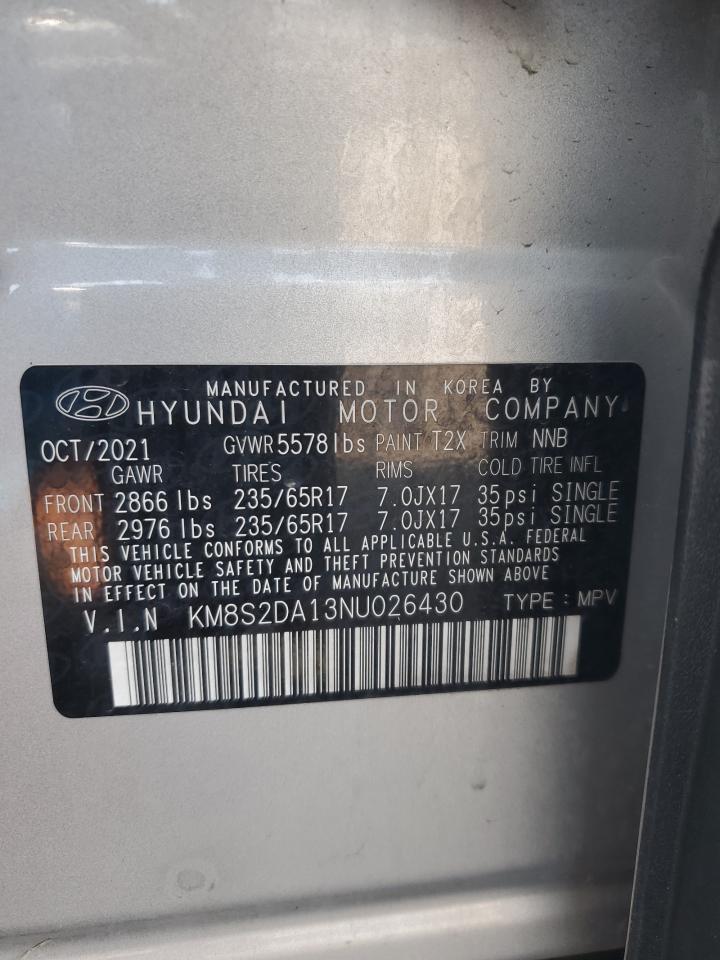 MANUFACTURED IN KOREA BY
HYUNDAI MOTOR COMPANY
OCT/2021 GVWR 5578 lbs PAINT T2X TRIM NNB
GAWR TIRES RIMS COLD TIRE INFL
FRONT 2866 lbs 235/65R17 7.0JX17 35psi SINGLE
REAR 2976 lbs 235/65R17 7.0JX17 35psi SINGLE
THIS VEHICLE CONFORMS TO ALL APPLICABLE U.S.A. FEDERAL
MOTOR VEHICLE SAFETY AND THEFT PREVENTION STANDARDS
IN EFFECT ON THE DATE OF MANUFACTURE SHOWN ABOVE
V.I.N KM8S2DA13NU026430 TYPE : MPV